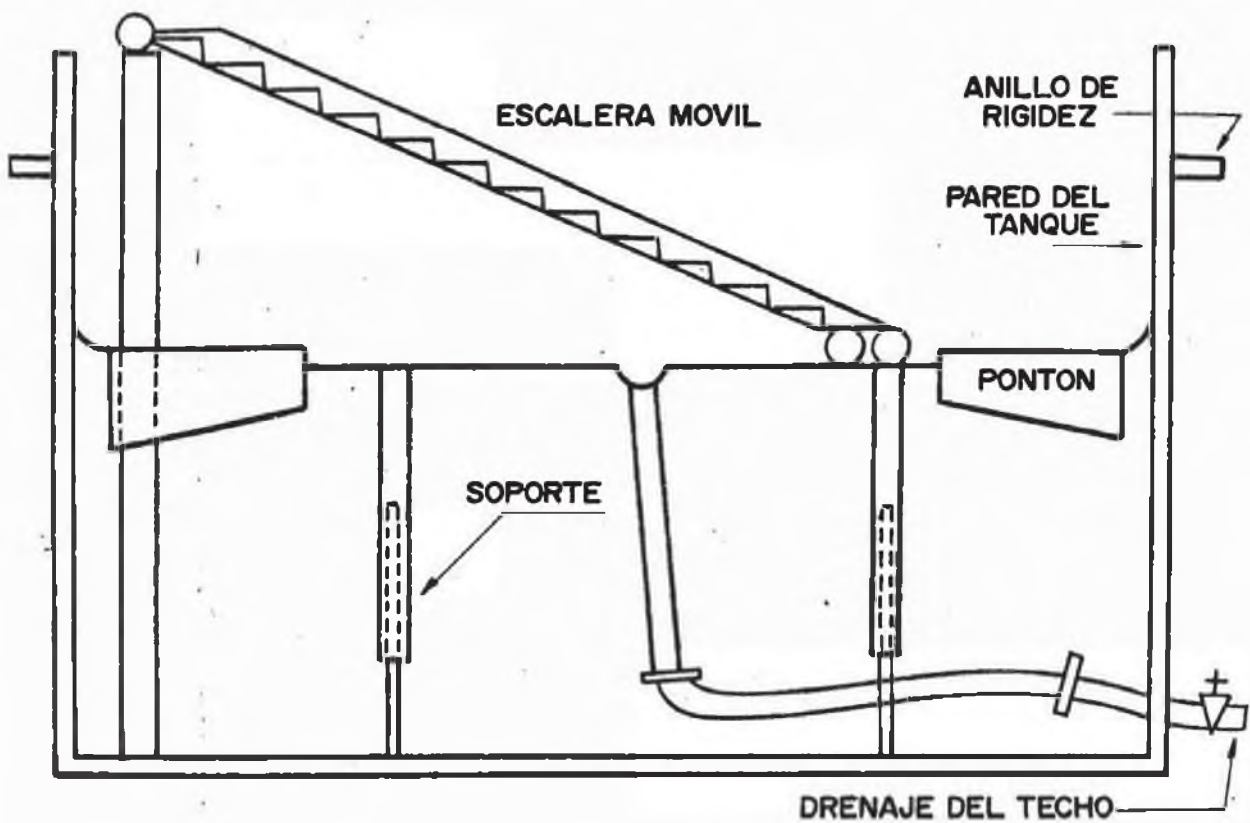 ESCALERA MOVIL
ANILLO DE
RIGIDEZ
PARED DEL
TANQUE
PONTON
SOPORTE
DRENAJE DEL TECHO